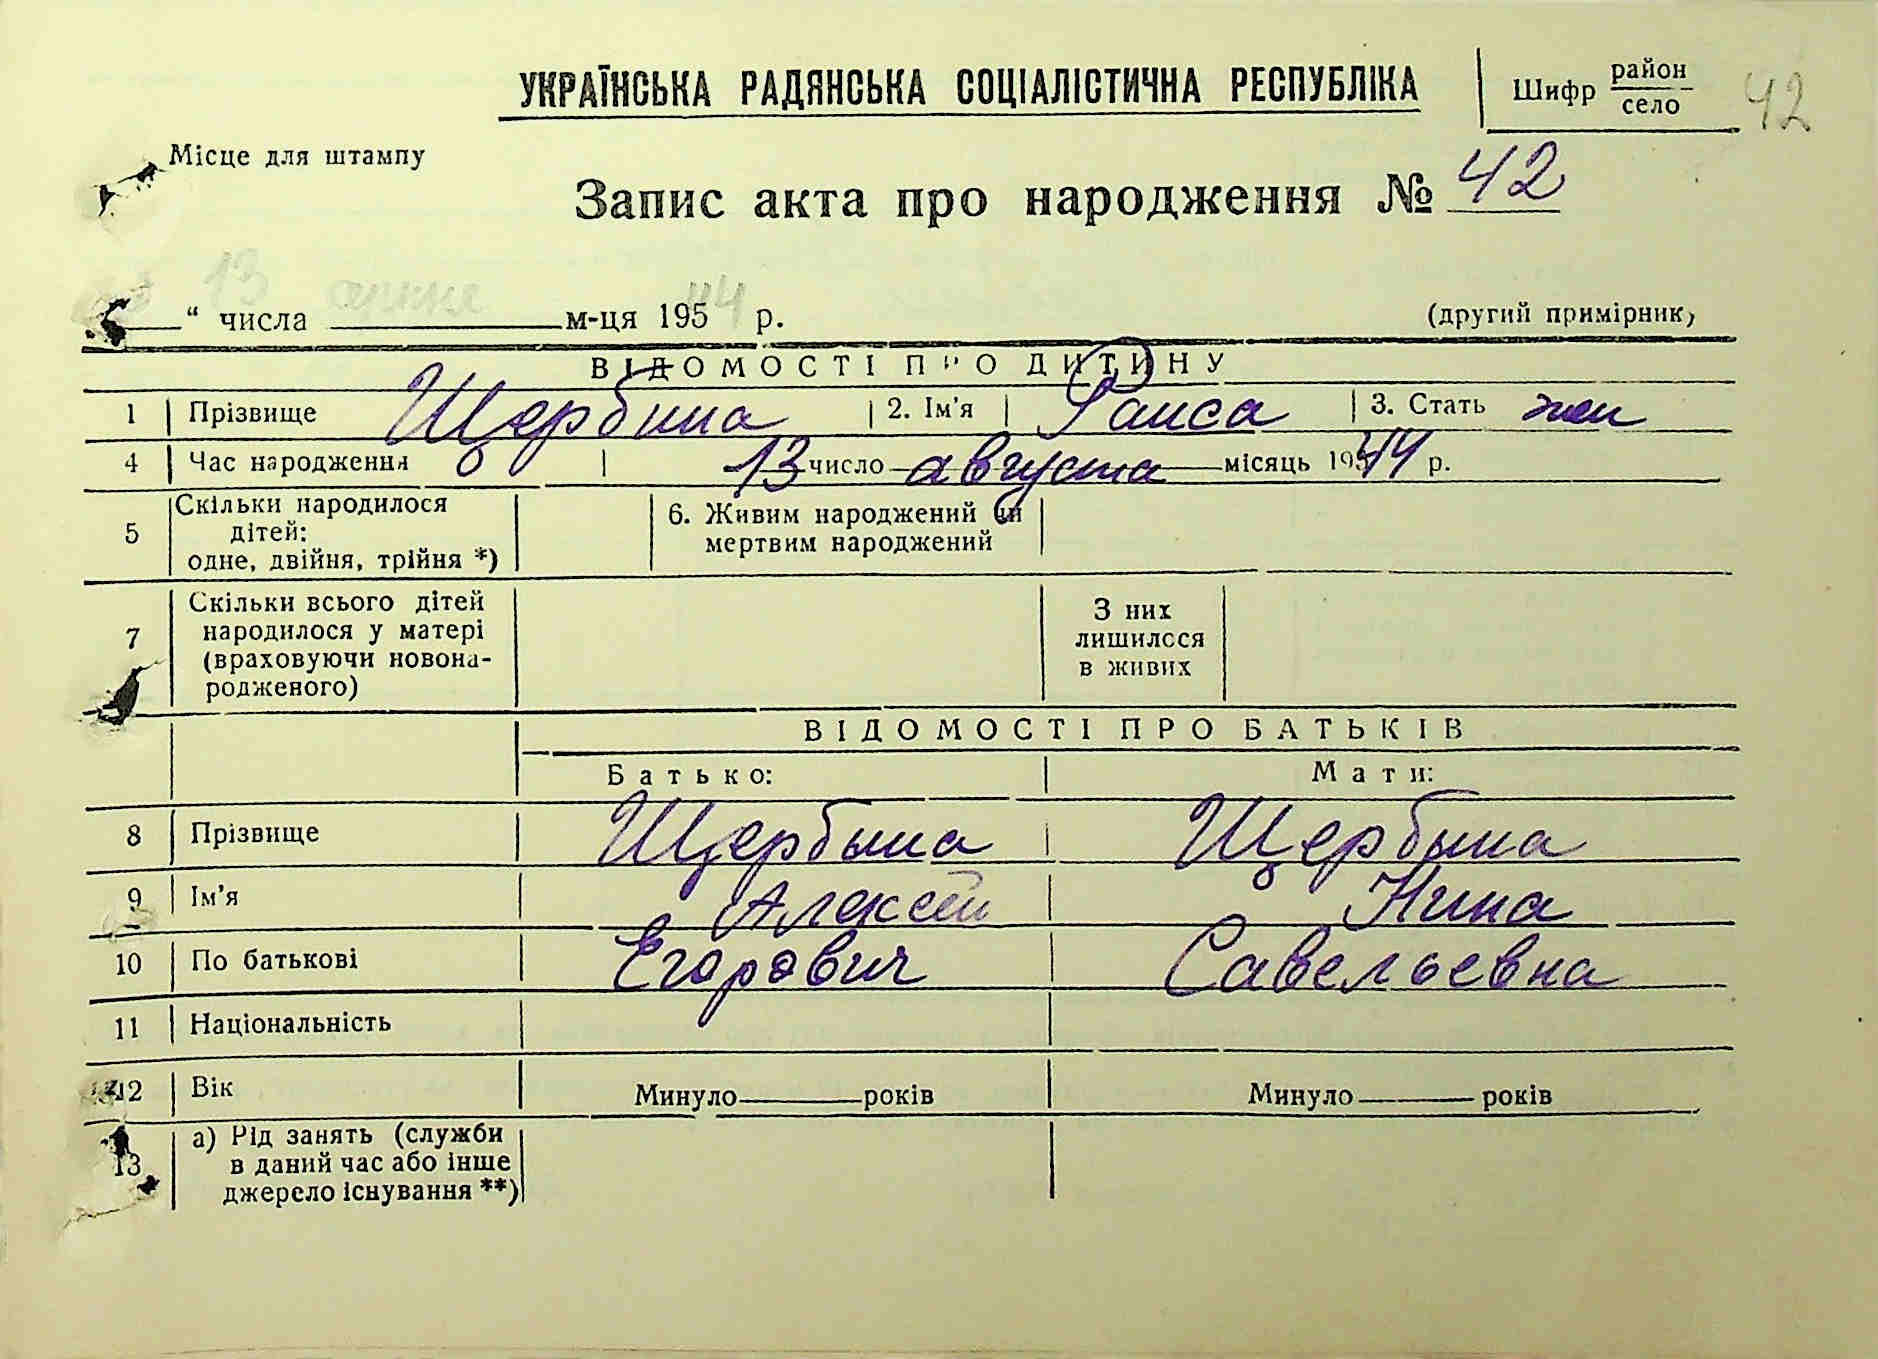 УКРАЇНСЬКА РАДЯНСЬКА СОЦІАЛІСТИЧНА РЕСПУБЛІКА
Шифр район
село
42
Місце для штампу
Запис акта про народження № 42
13 серпня 44
“ числа м-ця 195 р.
(другий примірник)
ВІДОМОСТІ ПРО ДИТИНУ
1 Прізвище Щербина 2. Ім'я Раиса 3. Стать жен
4 Час народження 13 число августа місяць 1944 р.
5 Скільки народилося
дітей:
одне, двійня, трійня *)
6. Живим народжений чи
мертвим народжений
7 Скільки всього дітей
народилося у матері
(враховуючи новона-
родженого)
З них
лишилося
в живих
ВІДОМОСТІ ПРО БАТЬКІВ
Батько: Мати:
8 Прізвище Щербина Щербина
9 Ім'я Алексей Нина
10 По батькові Егорович Савельевна
11 Національність
12 Вік Минуло років Минуло років
13 а) Рід занять (служби
в даний час або інше
джерело існування **)